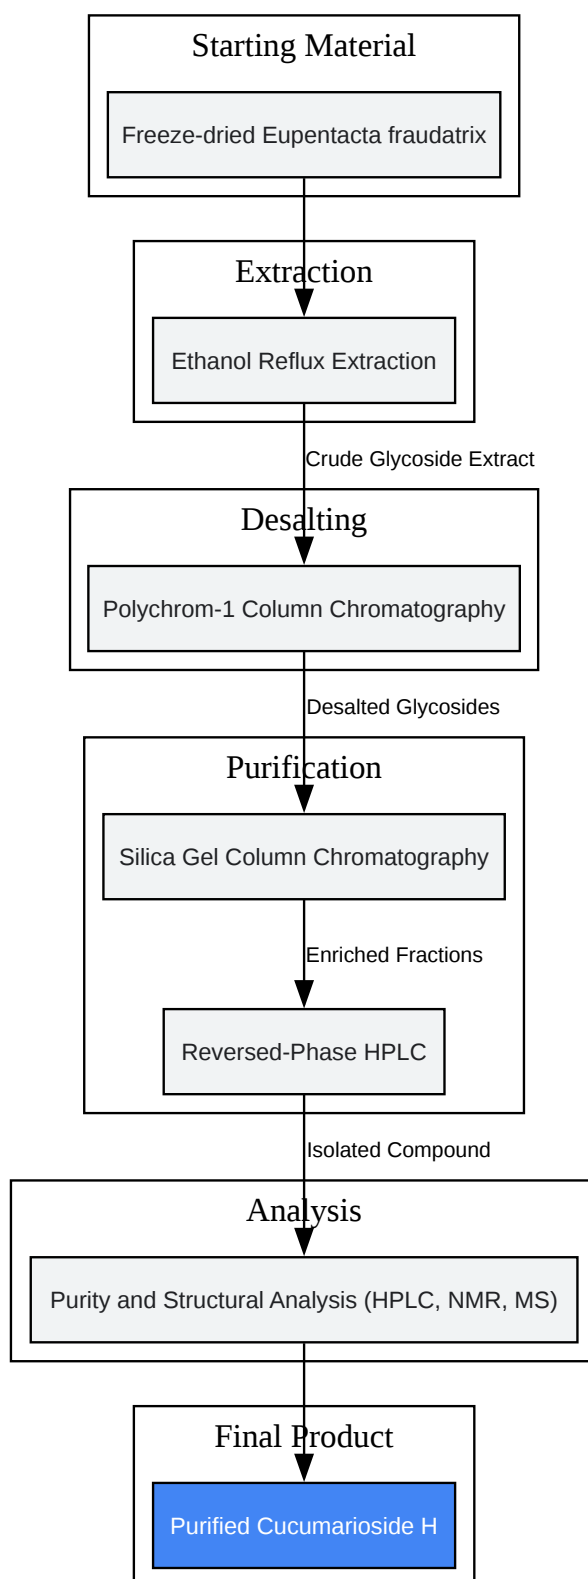 Starting Material
Freeze-dried Eupentacta fraudatrix
Extraction
Ethanol Reflux Extraction
Crude Glycoside Extract
Desalting
Polychrom-1 Column Chromatography
Desalted Glycosides
Purification
Silica Gel Column Chromatography
Enriched Fractions
Reversed-Phase HPLC
Isolated Compound
Analysis
Purity and Structural Analysis (HPLC, NMR, MS)
Final Product
Purified Cucumarioside H